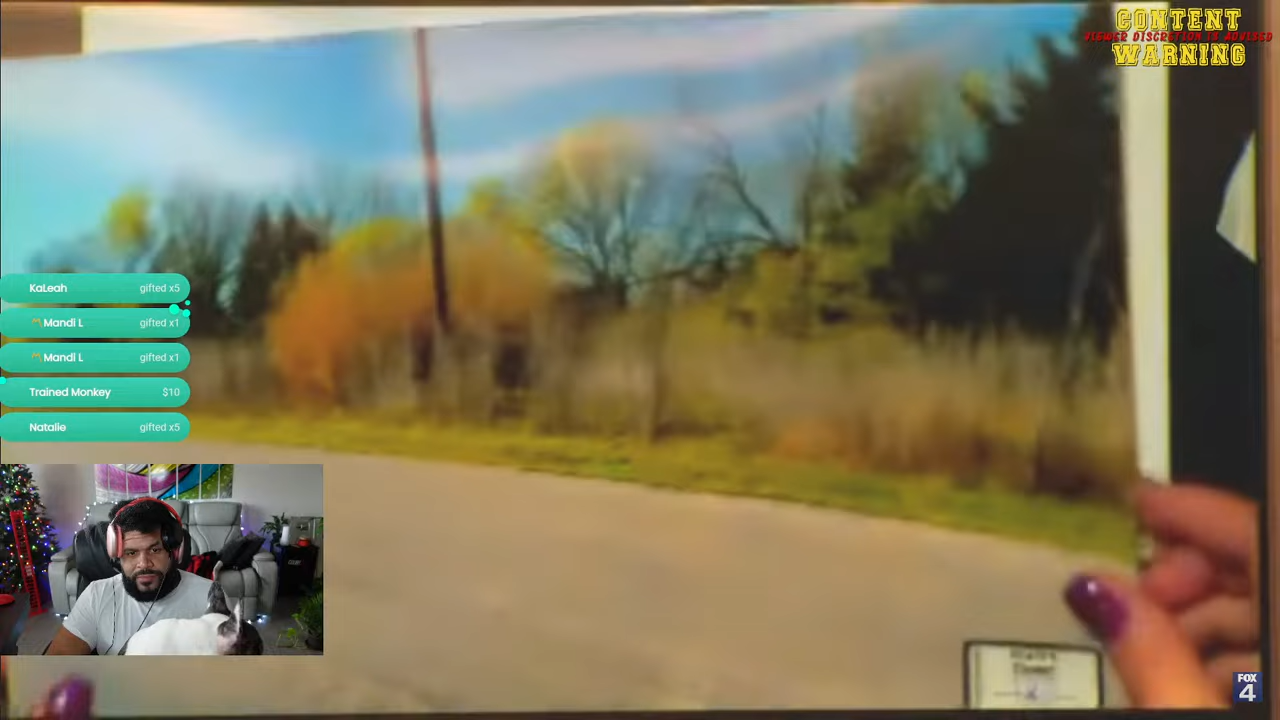 CONTENT
VIEWER DISCRETION IS ADVISED
WARNING
KaLeah gifted x5
Mandi L gifted x1
Mandi L gifted x1
Trained Monkey $10
Natalie gifted x5
FOX
4